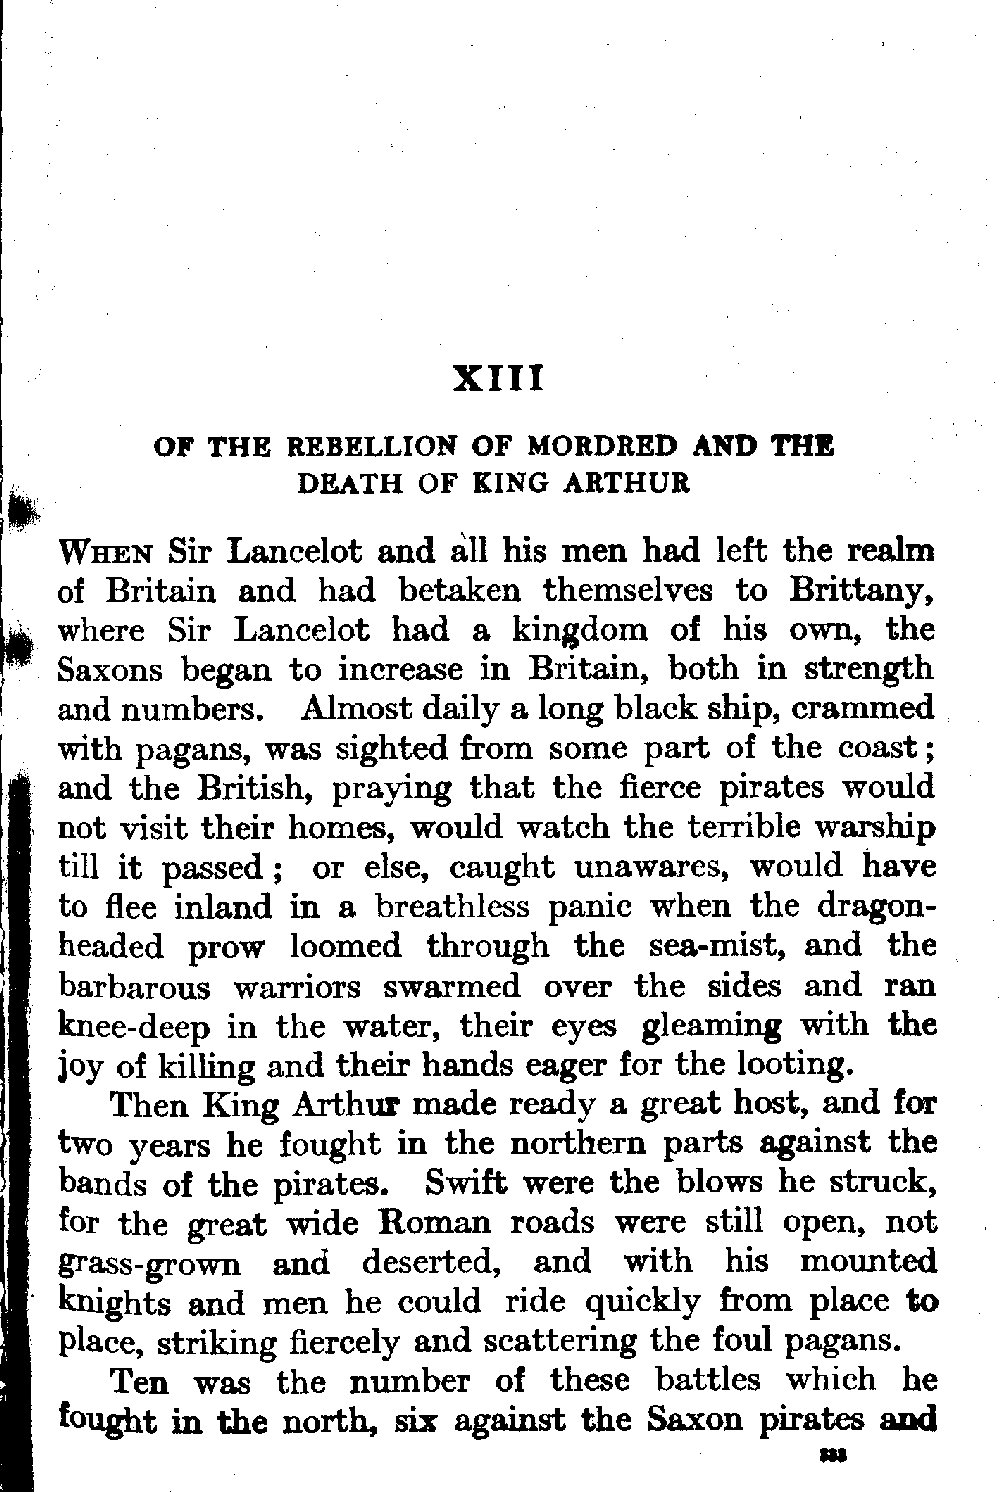 XIII
OF THE REBELLION OF MORDRED AND THE
DEATH OF KING ARTHUR
WHEN Sir Lancelot and all his men had left the realm
of Britain and had betaken themselves to Brittany,
where Sir Lancelot had a kingdom of his own, the
Saxons began to increase in Britain, both in strength
and numbers. Almost daily a long black ship, crammed
with pagans, was sighted from some part of the coast;
and the British, praying that the fierce pirates would
not visit their homes, would watch the terrible warship
till it passed; or else, caught unawares, would have
to flee inland in a breathless panic when the dragon-
headed prow loomed through the sea-mist, and the
barbarous warriors swarmed over the sides and ran
knee-deep in the water, their eyes gleaming with the
joy of killing and their hands eager for the looting.
Then King Arthur made ready a great host, and for
two years he fought in the northern parts against the
bands of the pirates. Swift were the blows he struck,
for the great wide Roman roads were still open, not
grass-grown and deserted, and with his mounted
knights and men he could ride quickly from place to
place, striking fiercely and scattering the foul pagans.
Ten was the number of these battles which he
fought in the north, six against the Saxon pirates and